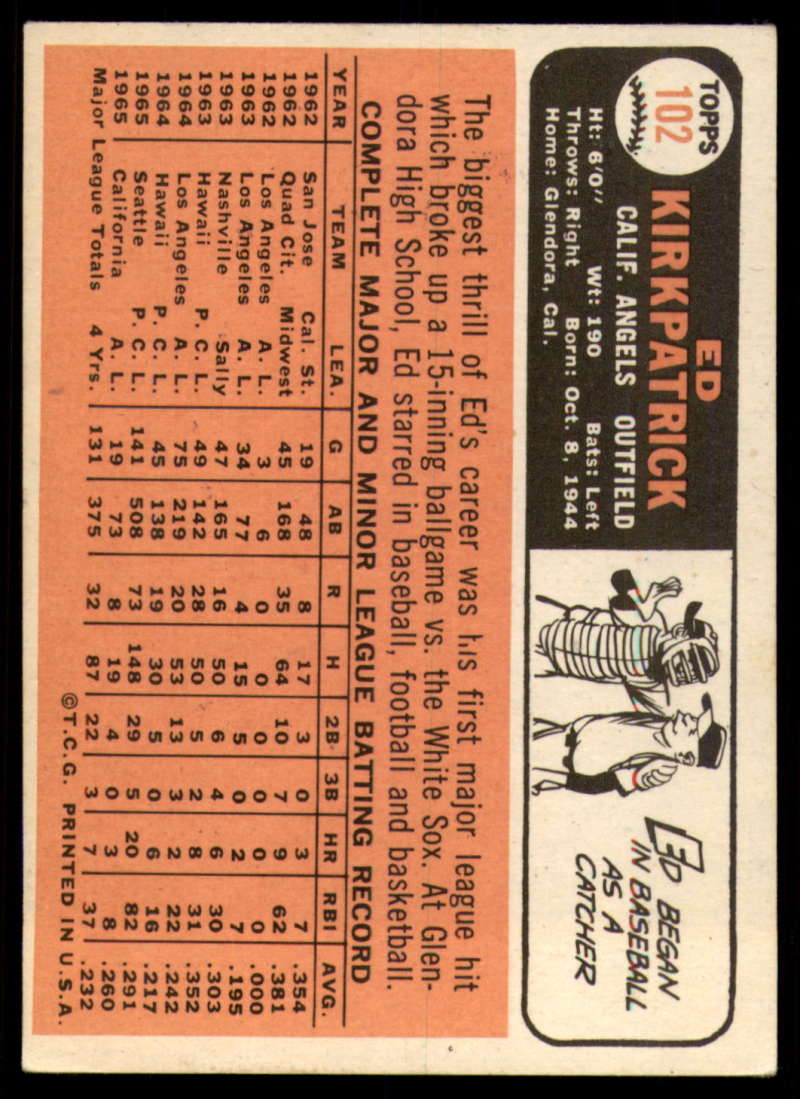 TOPPS
102
ED
KIRKPATRICK
CALIF. ANGELS OUTFIELD
Ht: 6'0" Wt: 190 Bats: Left
Throws: Right Born: Oct. 8, 1944
Home: Glendora, Cal.
ED BEGAN
IN BASEBALL
AS A
CATCHER
The biggest thrill of Ed's career was his first major league hit
which broke up a 15-inning ballgame vs. the White Sox. At Glen-
dora High School, Ed starred in baseball, football and basketball.
COMPLETE MAJOR AND MINOR LEAGUE BATTING RECORD
YEAR TEAM LEA. G AB R H 2B 3B HR RBI AVG.
1962 San Jose Cal. St. 19 48 8 17 3 0 3 7 .354
1962 Quad Cit. Midwest 45 168 35 64 10 7 9 62 .381
1962 Los Angeles A. L. 3 6 0 0 0 0 0 0 .000
1963 Los Angeles A. L. 34 77 4 15 5 0 2 7 .195
1963 Nashville Sally 47 165 16 50 6 4 6 30 .303
1963 Hawaii P. C. L. 49 142 28 50 5 2 8 31 .352
1964 Los Angeles A. L. 75 219 20 53 13 3 2 22 .242
1964 Hawaii P. C. L. 45 138 19 30 5 0 6 16 .217
1965 Seattle P. C. L. 141 508 73 148 29 5 20 82 .291
1965 California A. L. 19 73 8 19 4 0 3 8 .260
Major League Totals 4 Yrs. 131 375 32 87 22 3 7 37 .232
©T.C.G. PRINTED IN U.S.A.